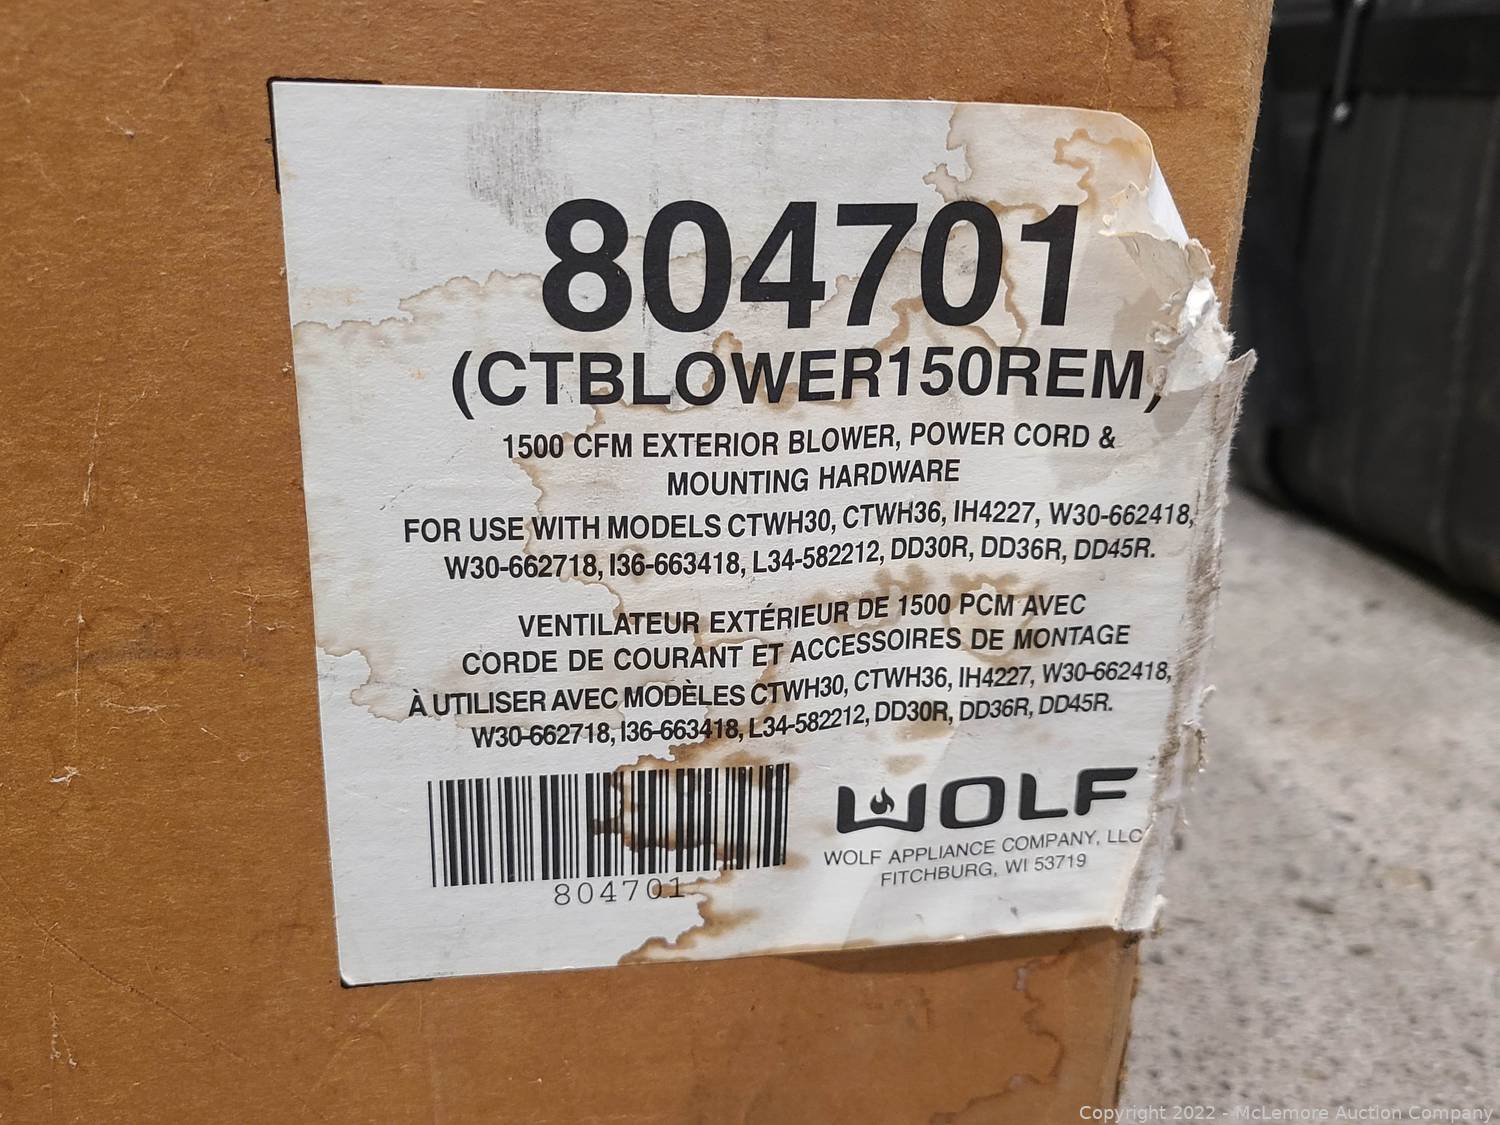 804701
(CTBLOWER150REM)
1500 CFM EXTERIOR BLOWER, POWER CORD &
MOUNTING HARDWARE
FOR USE WITH MODELS CTWH30, CTWH36, IH4227, W30-662418,
W30-662718, I36-663418, L34-582212, DD30R, DD36R, DD45R.
VENTILATEUR EXTÉRIEUR DE 1500 PCM AVEC
CORDE DE COURANT ET ACCESSOIRES DE MONTAGE
À UTILISER AVEC MODÈLES CTWH30, CTWH36, IH4227, W30-662418,
W30-662718, I36-663418, L34-582212, DD30R, DD36R, DD45R.
804701
WOLF
WOLF APPLIANCE COMPANY, LLC
FITCHBURG, WI 53719
Copyright 2022 - McLemore Auction Company